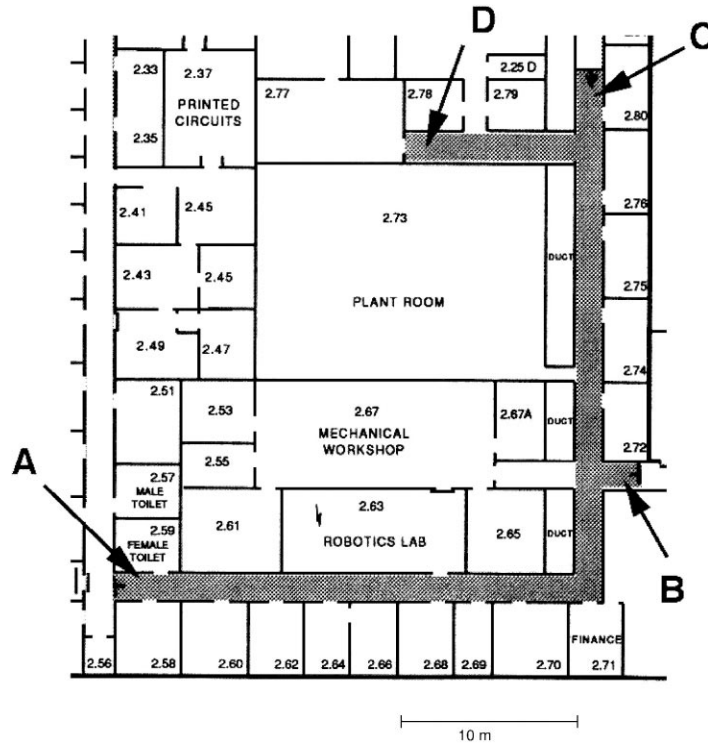 D
C
2.33
2.37
2.25 D
PRINTED
CIRCUITS
2.77
2.78
2.79
2.80
2.35
2.41
2.45
2.73
2.76
2.43
2.45
DUCT
PLANT ROOM
2.75
2.49
2.47
2.74
2.51
2.53
2.67
2.67A
MECHANICAL
WORKSHOP
DUCT
2.72
A
2.55
2.57
MALE
TOILET
2.61
2.63
2.59
FEMALE
TOILET
ROBOTICS LAB
2.65
DUCT
B
FINANCE
2.56
2.58
2.60
2.62
2.64
2.66
2.68
2.69
2.70
2.71
10 m